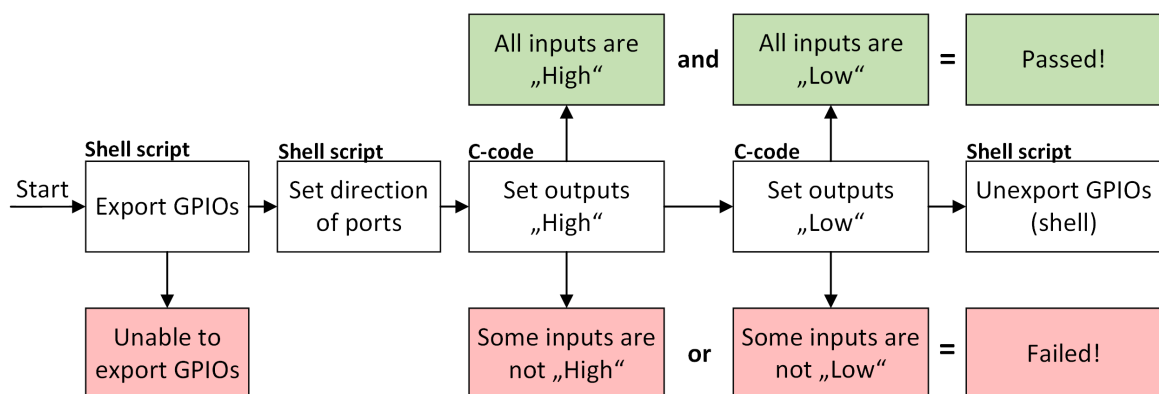 All inputs are
„High“
and
All inputs are
„Low“
=
Passed!
Shell script
Shell script
C-code
C-code
Shell script
Start
Export GPIOs
Set direction
of ports
Set outputs
„High“
Set outputs
„Low“
Unexport GPIOs
(shell)
Unable to
export GPIOs
Some inputs are
not „High“
or
Some inputs are
not „Low“
=
Failed!